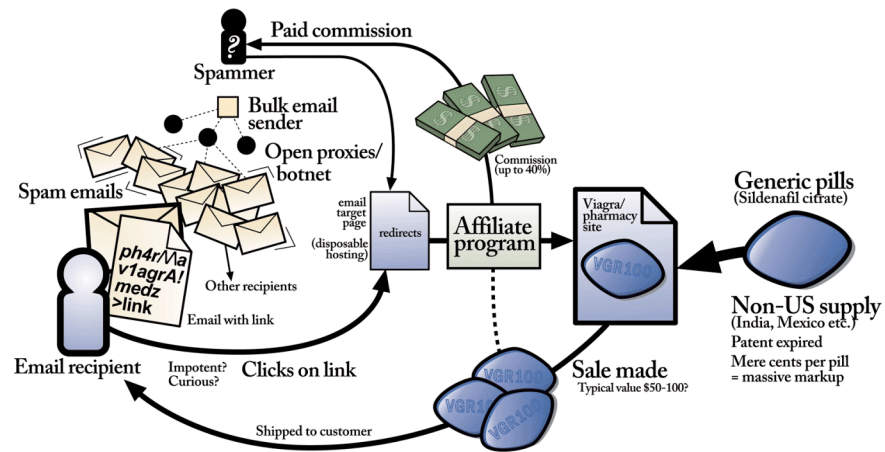 Paid commission
?
Spammer
Bulk email
sender
Open proxies/
botnet
Spam emails
ph4r/\/\a
v1agrA!
medz
>link
Other recipients
Email with link
Email recipient
Impotent?
Curious?
Clicks on link
email
target
page
(disposable
hosting)
redirects
$
$
$
Commission
(up to 40%)
Affiliate
program
Viagra/
pharmacy
site
VGR100
Generic pills
(Sildenafil citrate)
Non-US supply
(India, Mexico etc.)
Patent expired
Mere cents per pill
= massive markup
Sale made
Typical value $50-100?
VGR100
VGR10
VGR100
Shipped to customer